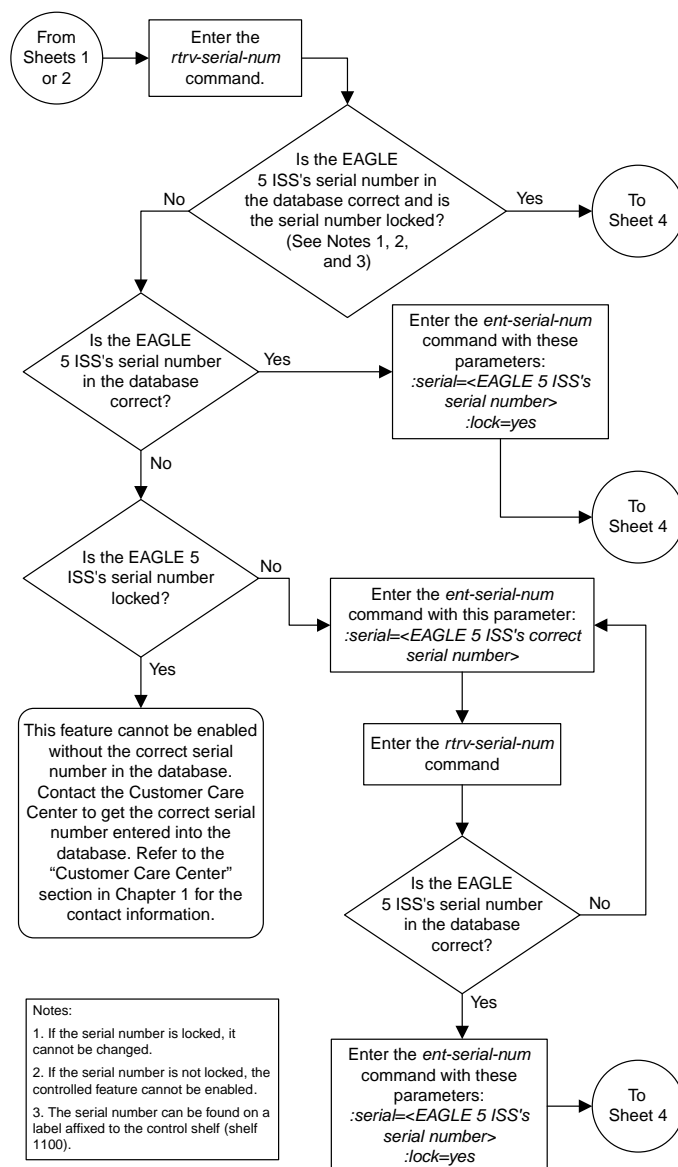 From
Sheets 1
or 2
Enter the
rtrv-serial-num
command.
Is the EAGLE
5 ISS's serial number in
the database correct and is
the serial number locked?
(See Notes 1, 2,
and 3)
No
Yes
To
Sheet 4
Is the EAGLE
5 ISS's serial number
in the database
correct?
Yes
Enter the ent-serial-num
command with these
parameters:
:serial=<EAGLE 5 ISS's
serial number>
:lock=yes
No
To
Sheet 4
Is the EAGLE 5
ISS's serial number
locked?
No
Enter the ent-serial-num
command with this parameter:
:serial=<EAGLE 5 ISS's correct
serial number>
Yes
This feature cannot be enabled
without the correct serial
number in the database.
Contact the Customer Care
Center to get the correct serial
number entered into the
database. Refer to the
“Customer Care Center”
section in Chapter 1 for the
contact information.
Enter the rtrv-serial-num
command
Is the EAGLE
5 ISS's serial number
in the database
correct?
No
Yes
Enter the ent-serial-num
command with these
parameters:
:serial=<EAGLE 5 ISS's
serial number>
:lock=yes
To
Sheet 4
Notes:
1. If the serial number is locked, it
cannot be changed.
2. If the serial number is not locked, the
controlled feature cannot be enabled.
3. The serial number can be found on a
label affixed to the control shelf (shelf
1100).